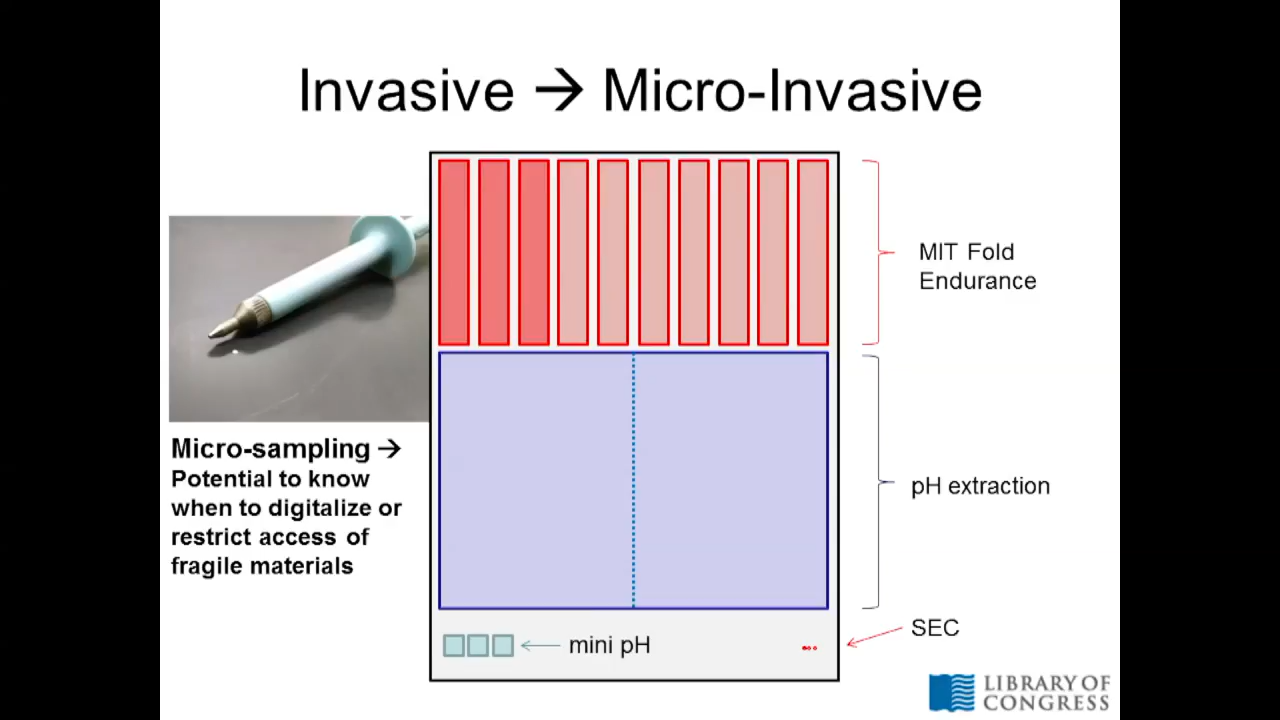 Invasive → Micro-Invasive
MIT Fold
Endurance
Micro-sampling →
Potential to know
when to digitalize or
restrict access of
fragile materials
pH extraction
mini pH
SEC
LIBRARY OF
CONGRESS